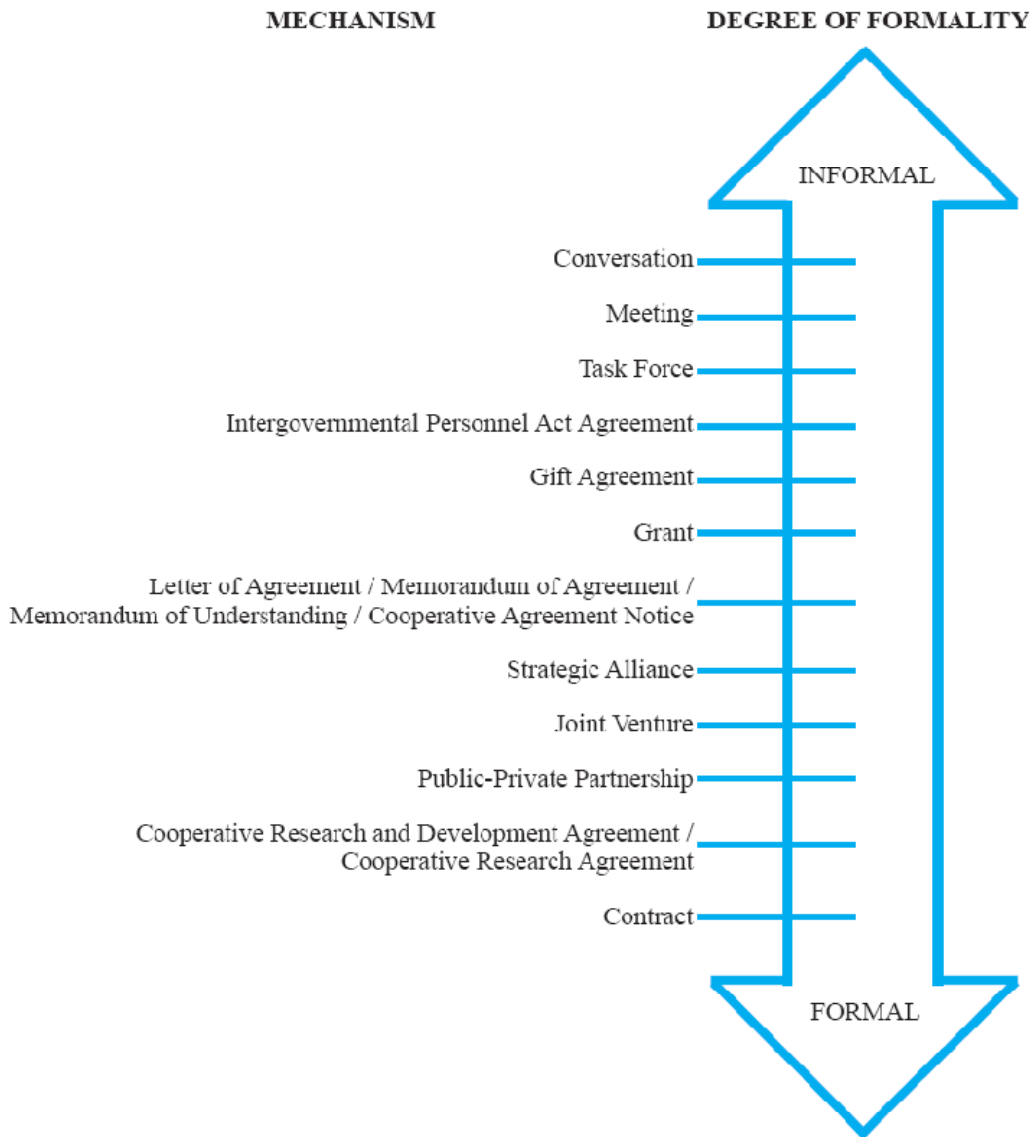 MECHANISM
DEGREE OF FORMALITY
INFORMAL
Conversation
Meeting
Task Force
Intergovernmental Personnel Act Agreement
Gift Agreement
Grant
Letter of Agreement / Memorandum of Agreement /
Memorandum of Understanding / Cooperative Agreement Notice
Strategic Alliance
Joint Venture
Public-Private Partnership
Cooperative Research and Development Agreement /
Cooperative Research Agreement
Contract
FORMAL